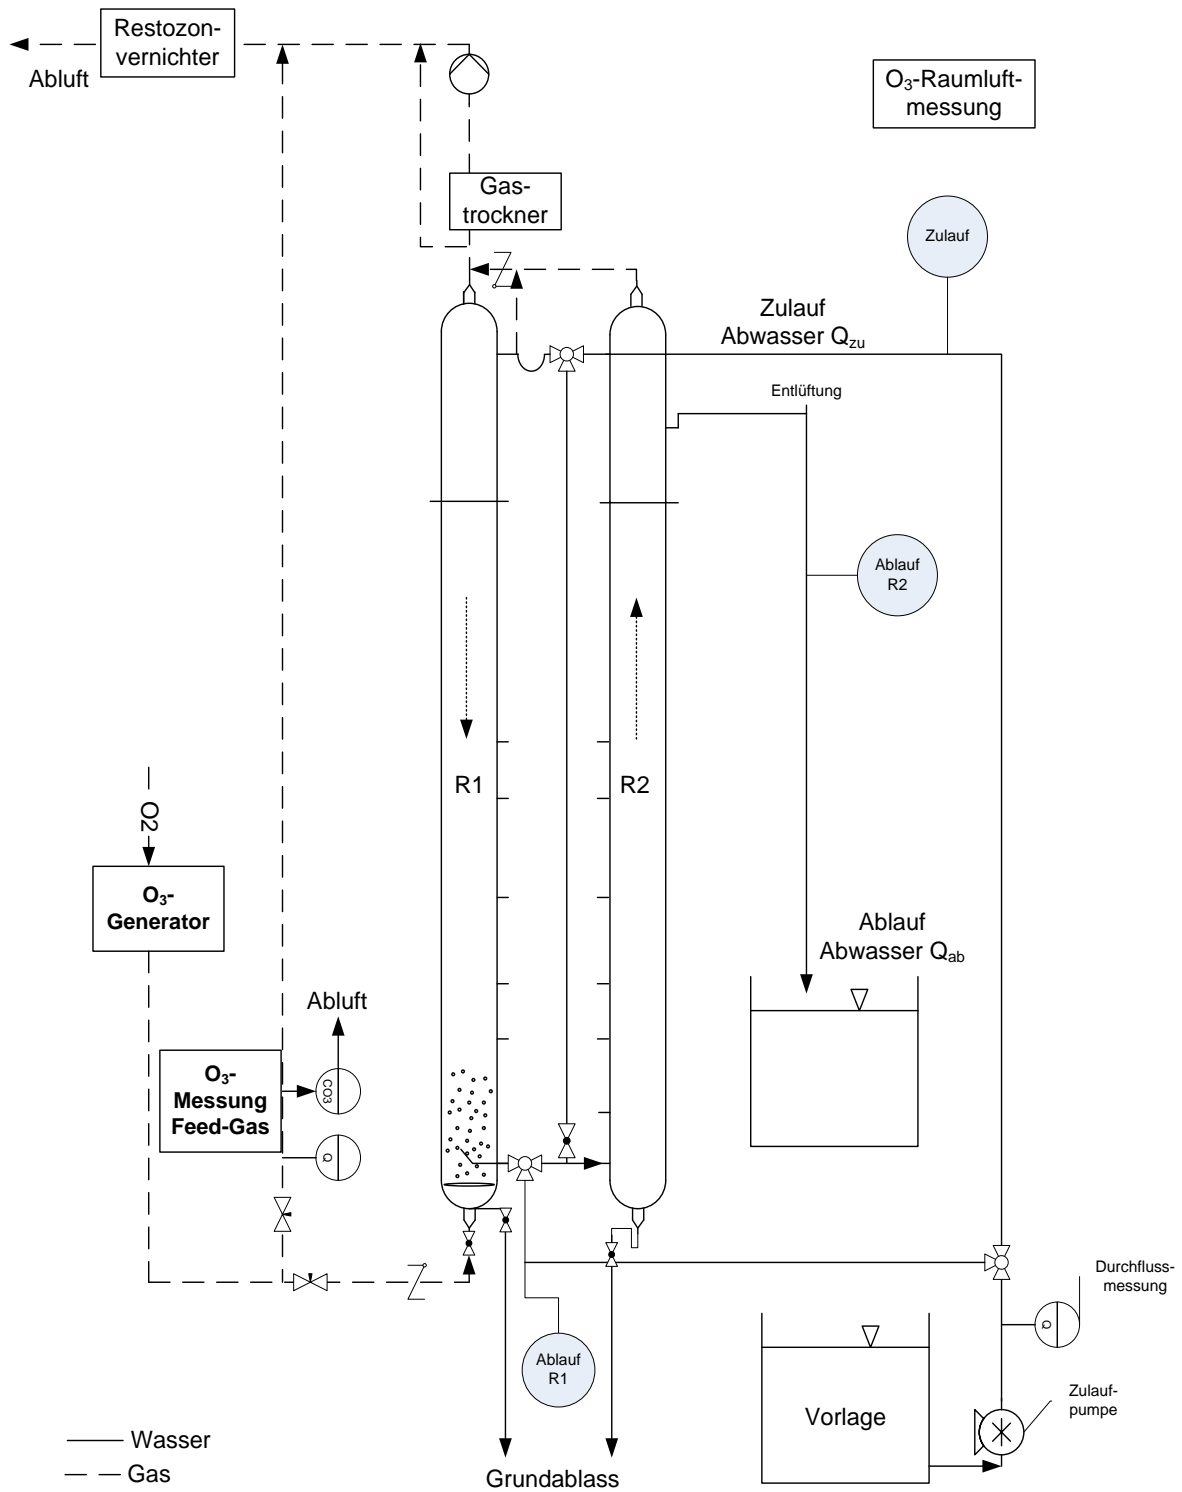 Restozon-
vernichter
Abluft
O₃-Raumluft-
messung
Gas-
trockner
Zulauf
Zulauf
Abwasser Qzu
Entlüftung
Ablauf
R2
R1
R2
O2
O₃-
Generator
Ablauf
Abwasser Qab
Abluft
O₃-
Messung
Feed-Gas
CO3
Q
Durchfluss-
messung
Q
Ablauf
R1
Zulauf-
pumpe
Vorlage
Wasser
Gas
Grundablass